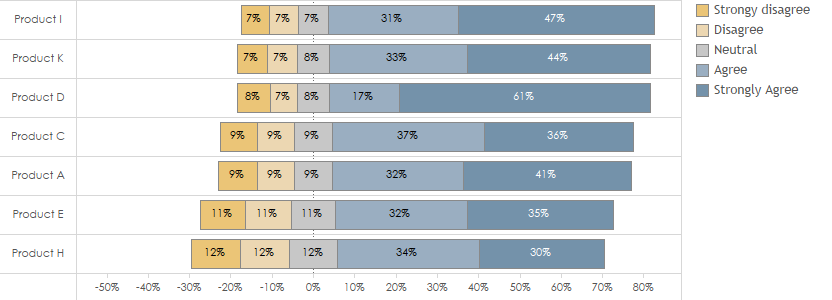 Product I 7% 7% 7% 31% 47%
Product K 7% 7% 8% 33% 44%
Product D 8% 7% 8% 17% 61%
Product C 9% 9% 9% 37% 36%
Product A 9% 9% 9% 32% 41%
Product E 11% 11% 11% 32% 35%
Product H 12% 12% 12% 34% 30%
-50% -40% -30% -20% -10% 0% 10% 20% 30% 40% 50% 60% 70% 80%
Strongy disagree
Disagree
Neutral
Agree
Strongly Agree